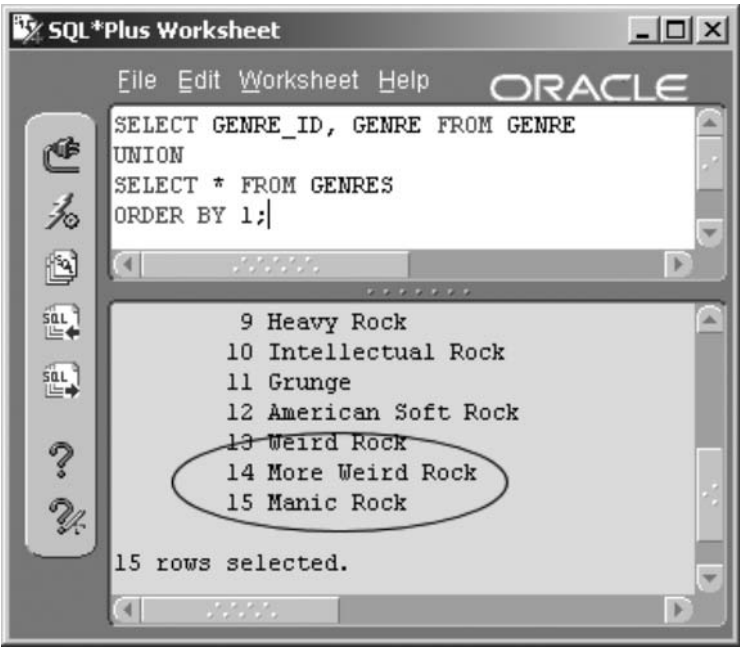 SQL*Plus Worksheet
File Edit Worksheet Help
ORACLE
SELECT GENRE_ID, GENRE FROM GENRE
UNION
SELECT * FROM GENRES
ORDER BY 1;
9 Heavy Rock
10 Intellectual Rock
11 Grunge
12 American Soft Rock
13 Weird Rock
14 More Weird Rock
15 Manic Rock
15 rows selected.